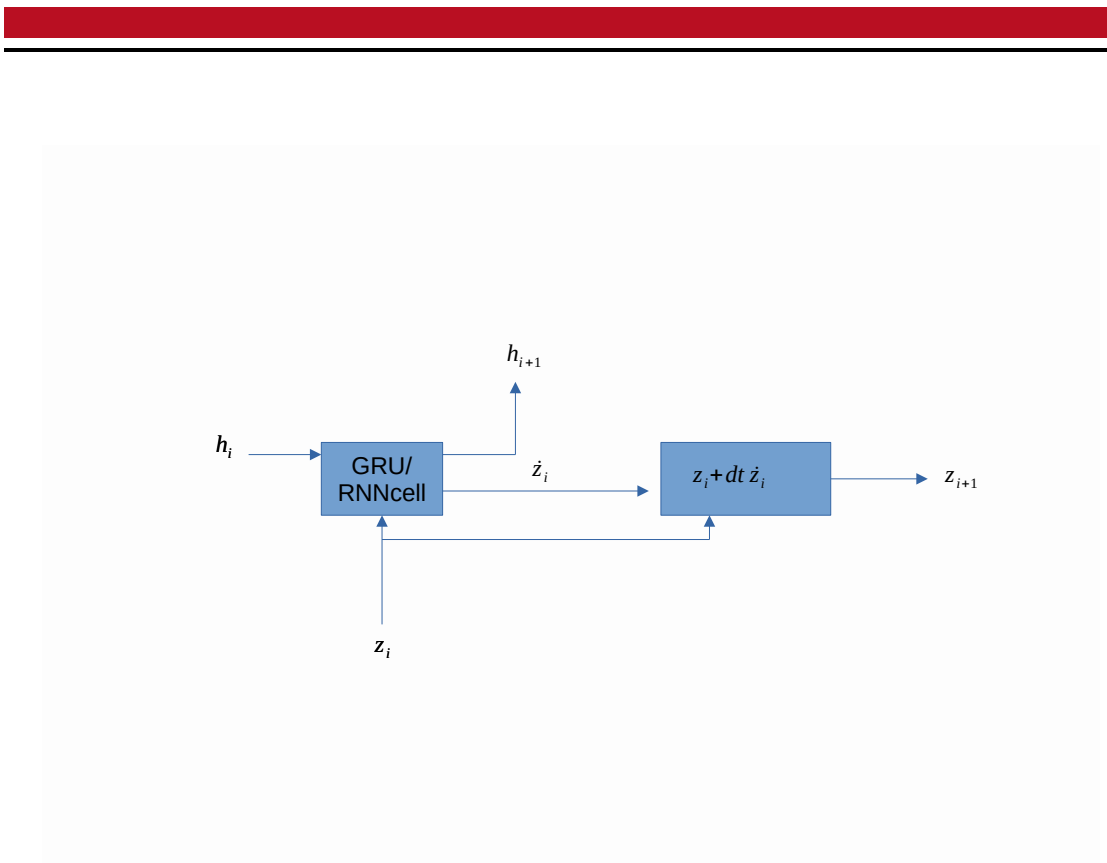 h_{i+1}
h_i
GRU/
RNNcell
ż_i
z_i + dt ż_i
z_{i+1}
z_i